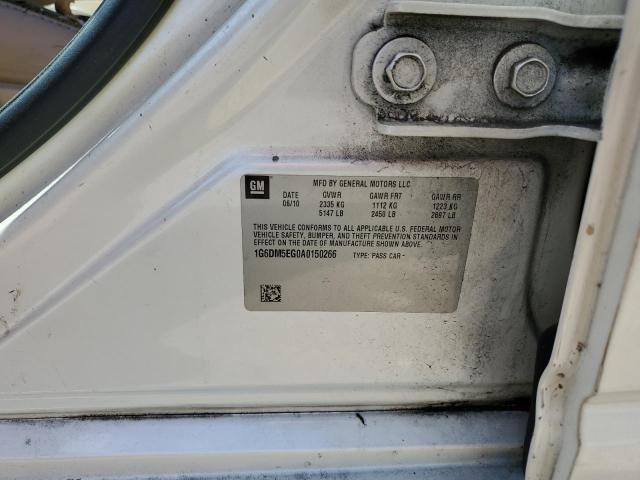 GM
MFD BY GENERAL MOTORS LLC
DATE GVWR GAWR FRT GAWR RR
06/10 2335 KG 1112 KG 1223 KG
5147 LB 2450 LB 2697 LB
THIS VEHICLE CONFORMS TO ALL APPLICABLE U.S. FEDERAL MOTOR
VEHICLE SAFETY, BUMPER, AND THEFT PREVENTION STANDARDS IN
EFFECT ON THE DATE OF MANUFACTURE SHOWN ABOVE.
1G6DM5EG0A0150266 TYPE: PASS CAR